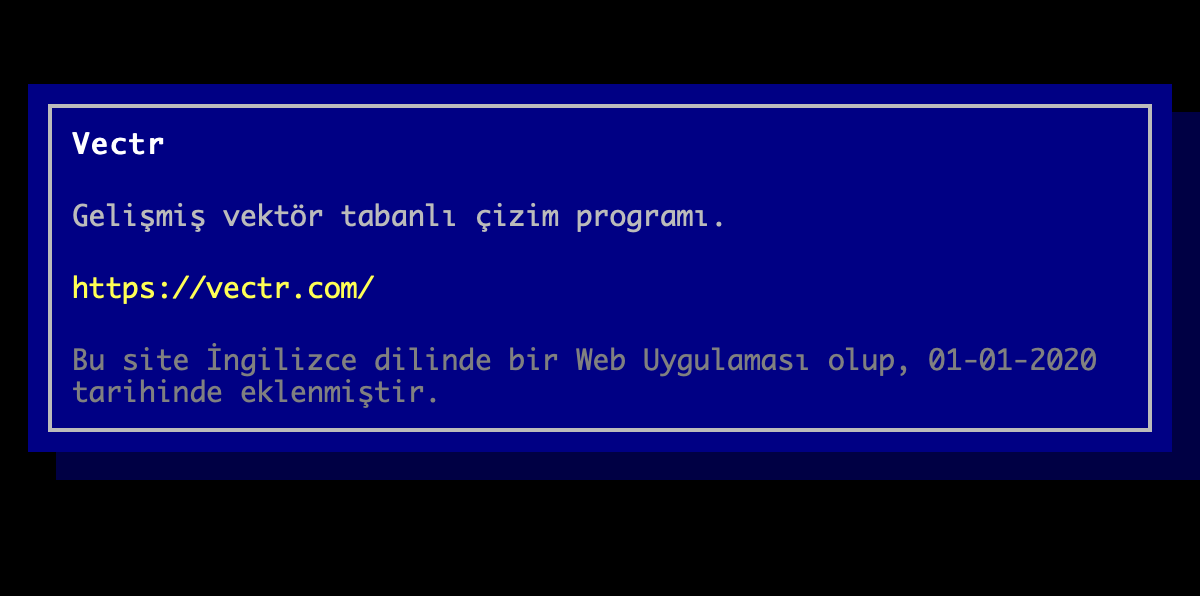 Vectr
Gelişmiş vektör tabanlı çizim programı.
https://vectr.com/
Bu site İngilizce dilinde bir Web Uygulaması olup, 01-01-2020
tarihinde eklenmiştir.